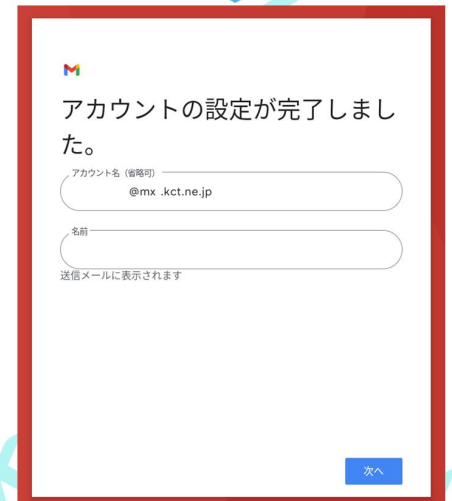 アカウントの設定が完了しまし
た。
アカウント名（省略可）
@mx .kct.ne.jp
名前
送信メールに表示されます
次へ